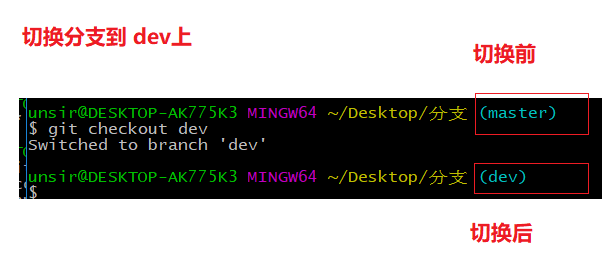 切换分支到 dev上
切换前
unsir@DESKTOP-AK775K3 MINGW64 ~/Desktop/分支 (master)
$ git checkout dev
Switched to branch 'dev'
unsir@DESKTOP-AK775K3 MINGW64 ~/Desktop/分支 (dev)
$
切换后